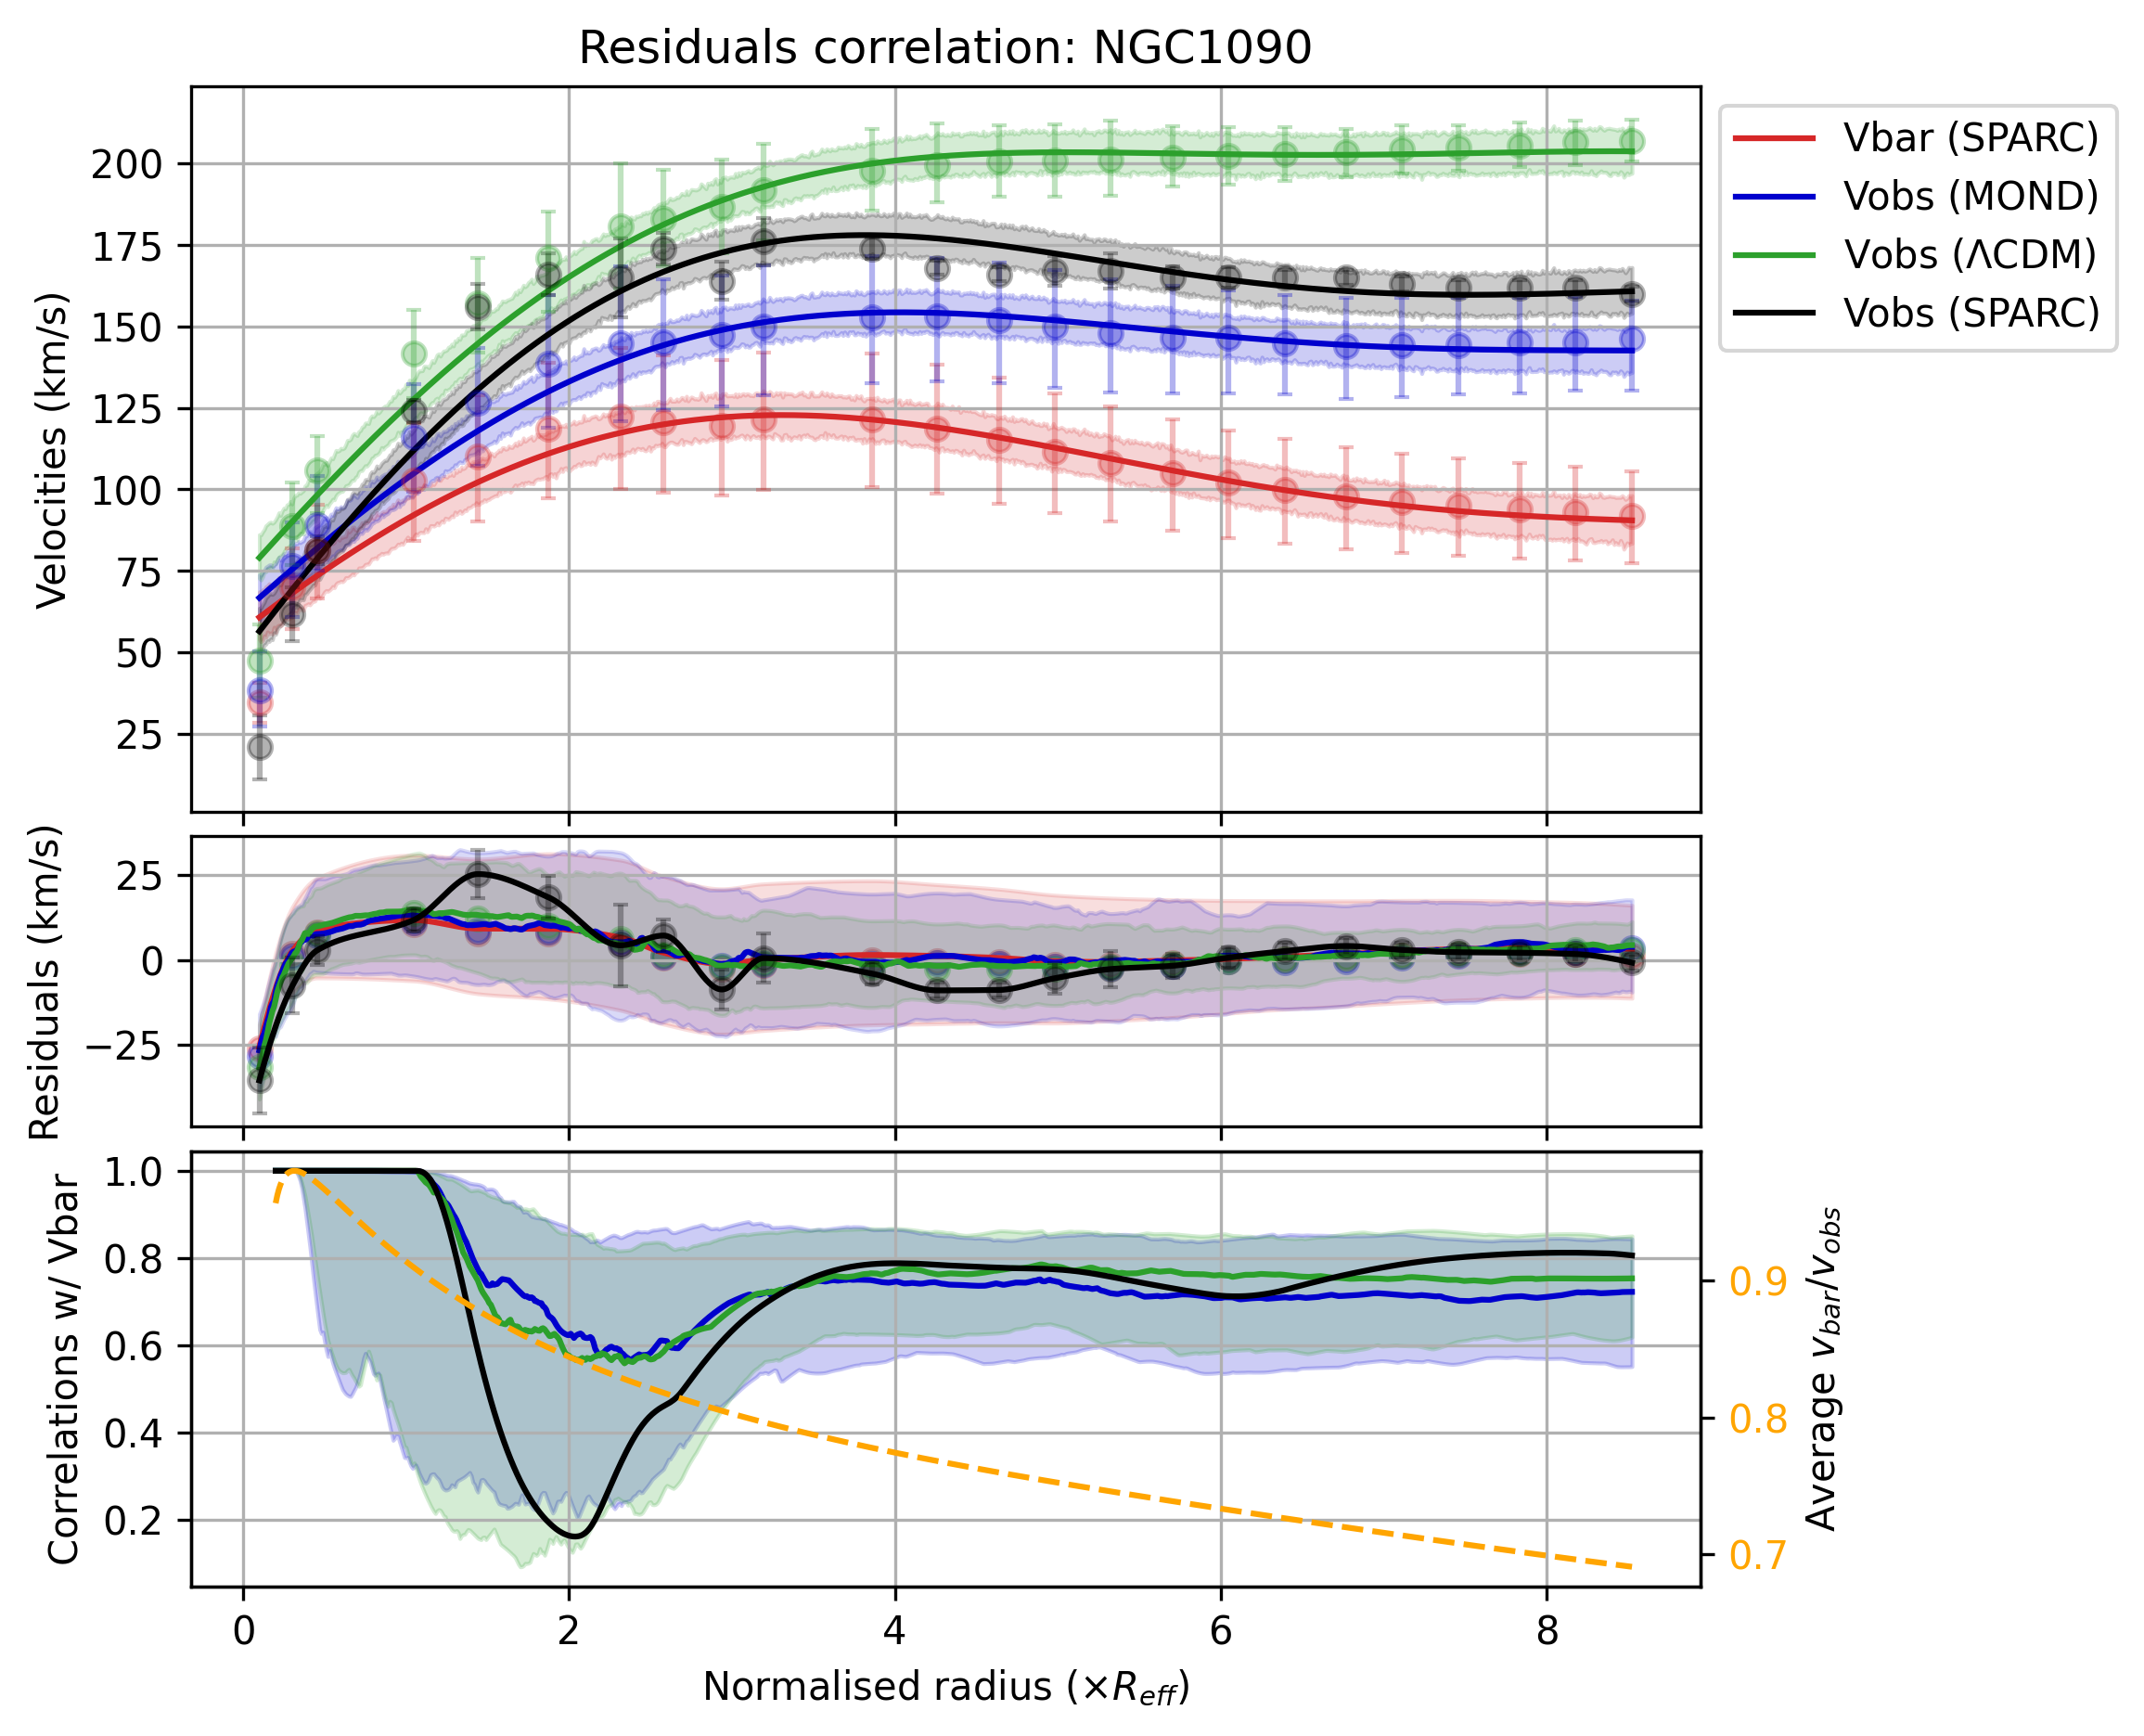 Residuals correlation: NGC1090
Velocities (km/s)
200
175
150
125
100
75
50
25
Vbar (SPARC)
Vobs (MOND)
Vobs (ΛCDM)
Vobs (SPARC)
Residuals (km/s)
25
0
−25
Correlations w/ Vbar
1.0
0.8
0.6
0.4
0.2
0.9
0.8
0.7
Average v_bar/v_obs
0 2 4 6 8
Normalised radius (×R_eff)